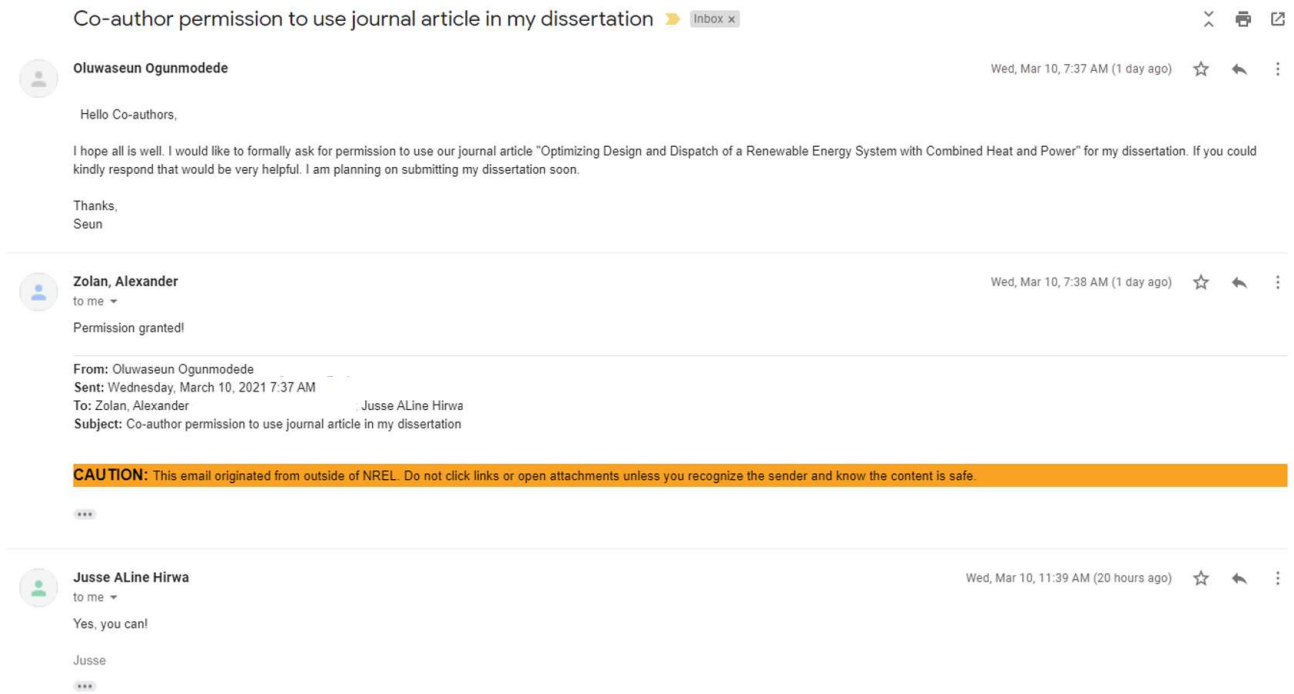 Co-author permission to use journal article in my dissertation Inbox x
Oluwaseun Ogunmodede Wed, Mar 10, 7:37 AM (1 day ago)
Hello Co-authors,
I hope all is well. I would like to formally ask for permission to use our journal article "Optimizing Design and Dispatch of a Renewable Energy System with Combined Heat and Power" for my dissertation. If you could
kindly respond that would be very helpful. I am planning on submitting my dissertation soon.
Thanks,
Seun
Zolan, Alexander Wed, Mar 10, 7:38 AM (1 day ago)
to me
Permission granted!
From: Oluwaseun Ogunmodede
Sent: Wednesday, March 10, 2021 7:37 AM
To: Zolan, Alexander Jusse ALine Hirwa
Subject: Co-author permission to use journal article in my dissertation
CAUTION: This email originated from outside of NREL. Do not click links or open attachments unless you recognize the sender and know the content is safe.
Jusse ALine Hirwa Wed, Mar 10, 11:39 AM (20 hours ago)
to me
Yes, you can!
Jusse